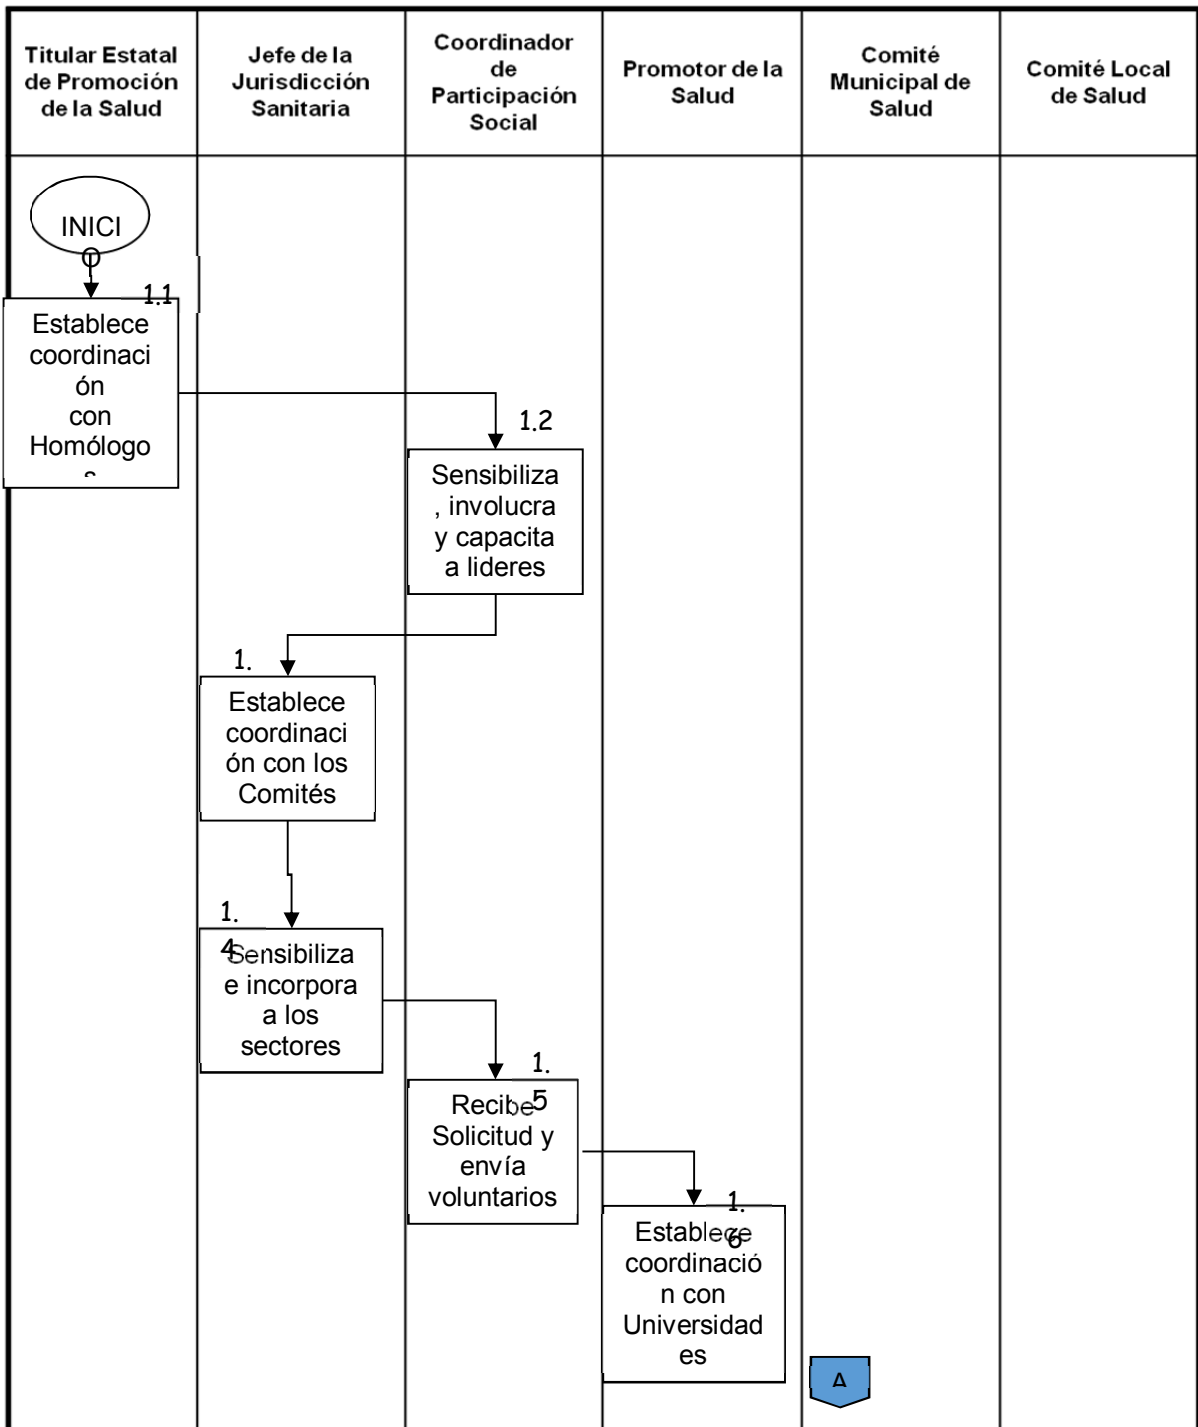 Titular Estatal
de Promoción
de la Salud
Jefe de la
Jurisdicción
Sanitaria
Coordinador
de
Participación
Social
Promotor de la
Salud
Comité
Municipal de
Salud
Comité Local
de Salud
INICI
O
1.1
Establece
coordinaci
ón
con
Homólogo
s
1.2
Sensibiliza
, involucra
y capacita
a lideres
1.
Establece
coordinaci
ón con los
Comités
1.
4
Sensibiliza
e incorpora
a los
sectores
1.
5
Recibe
Solicitud y
envía
voluntarios
1.
6
Establece
coordinació
n con
Universidad
es
A